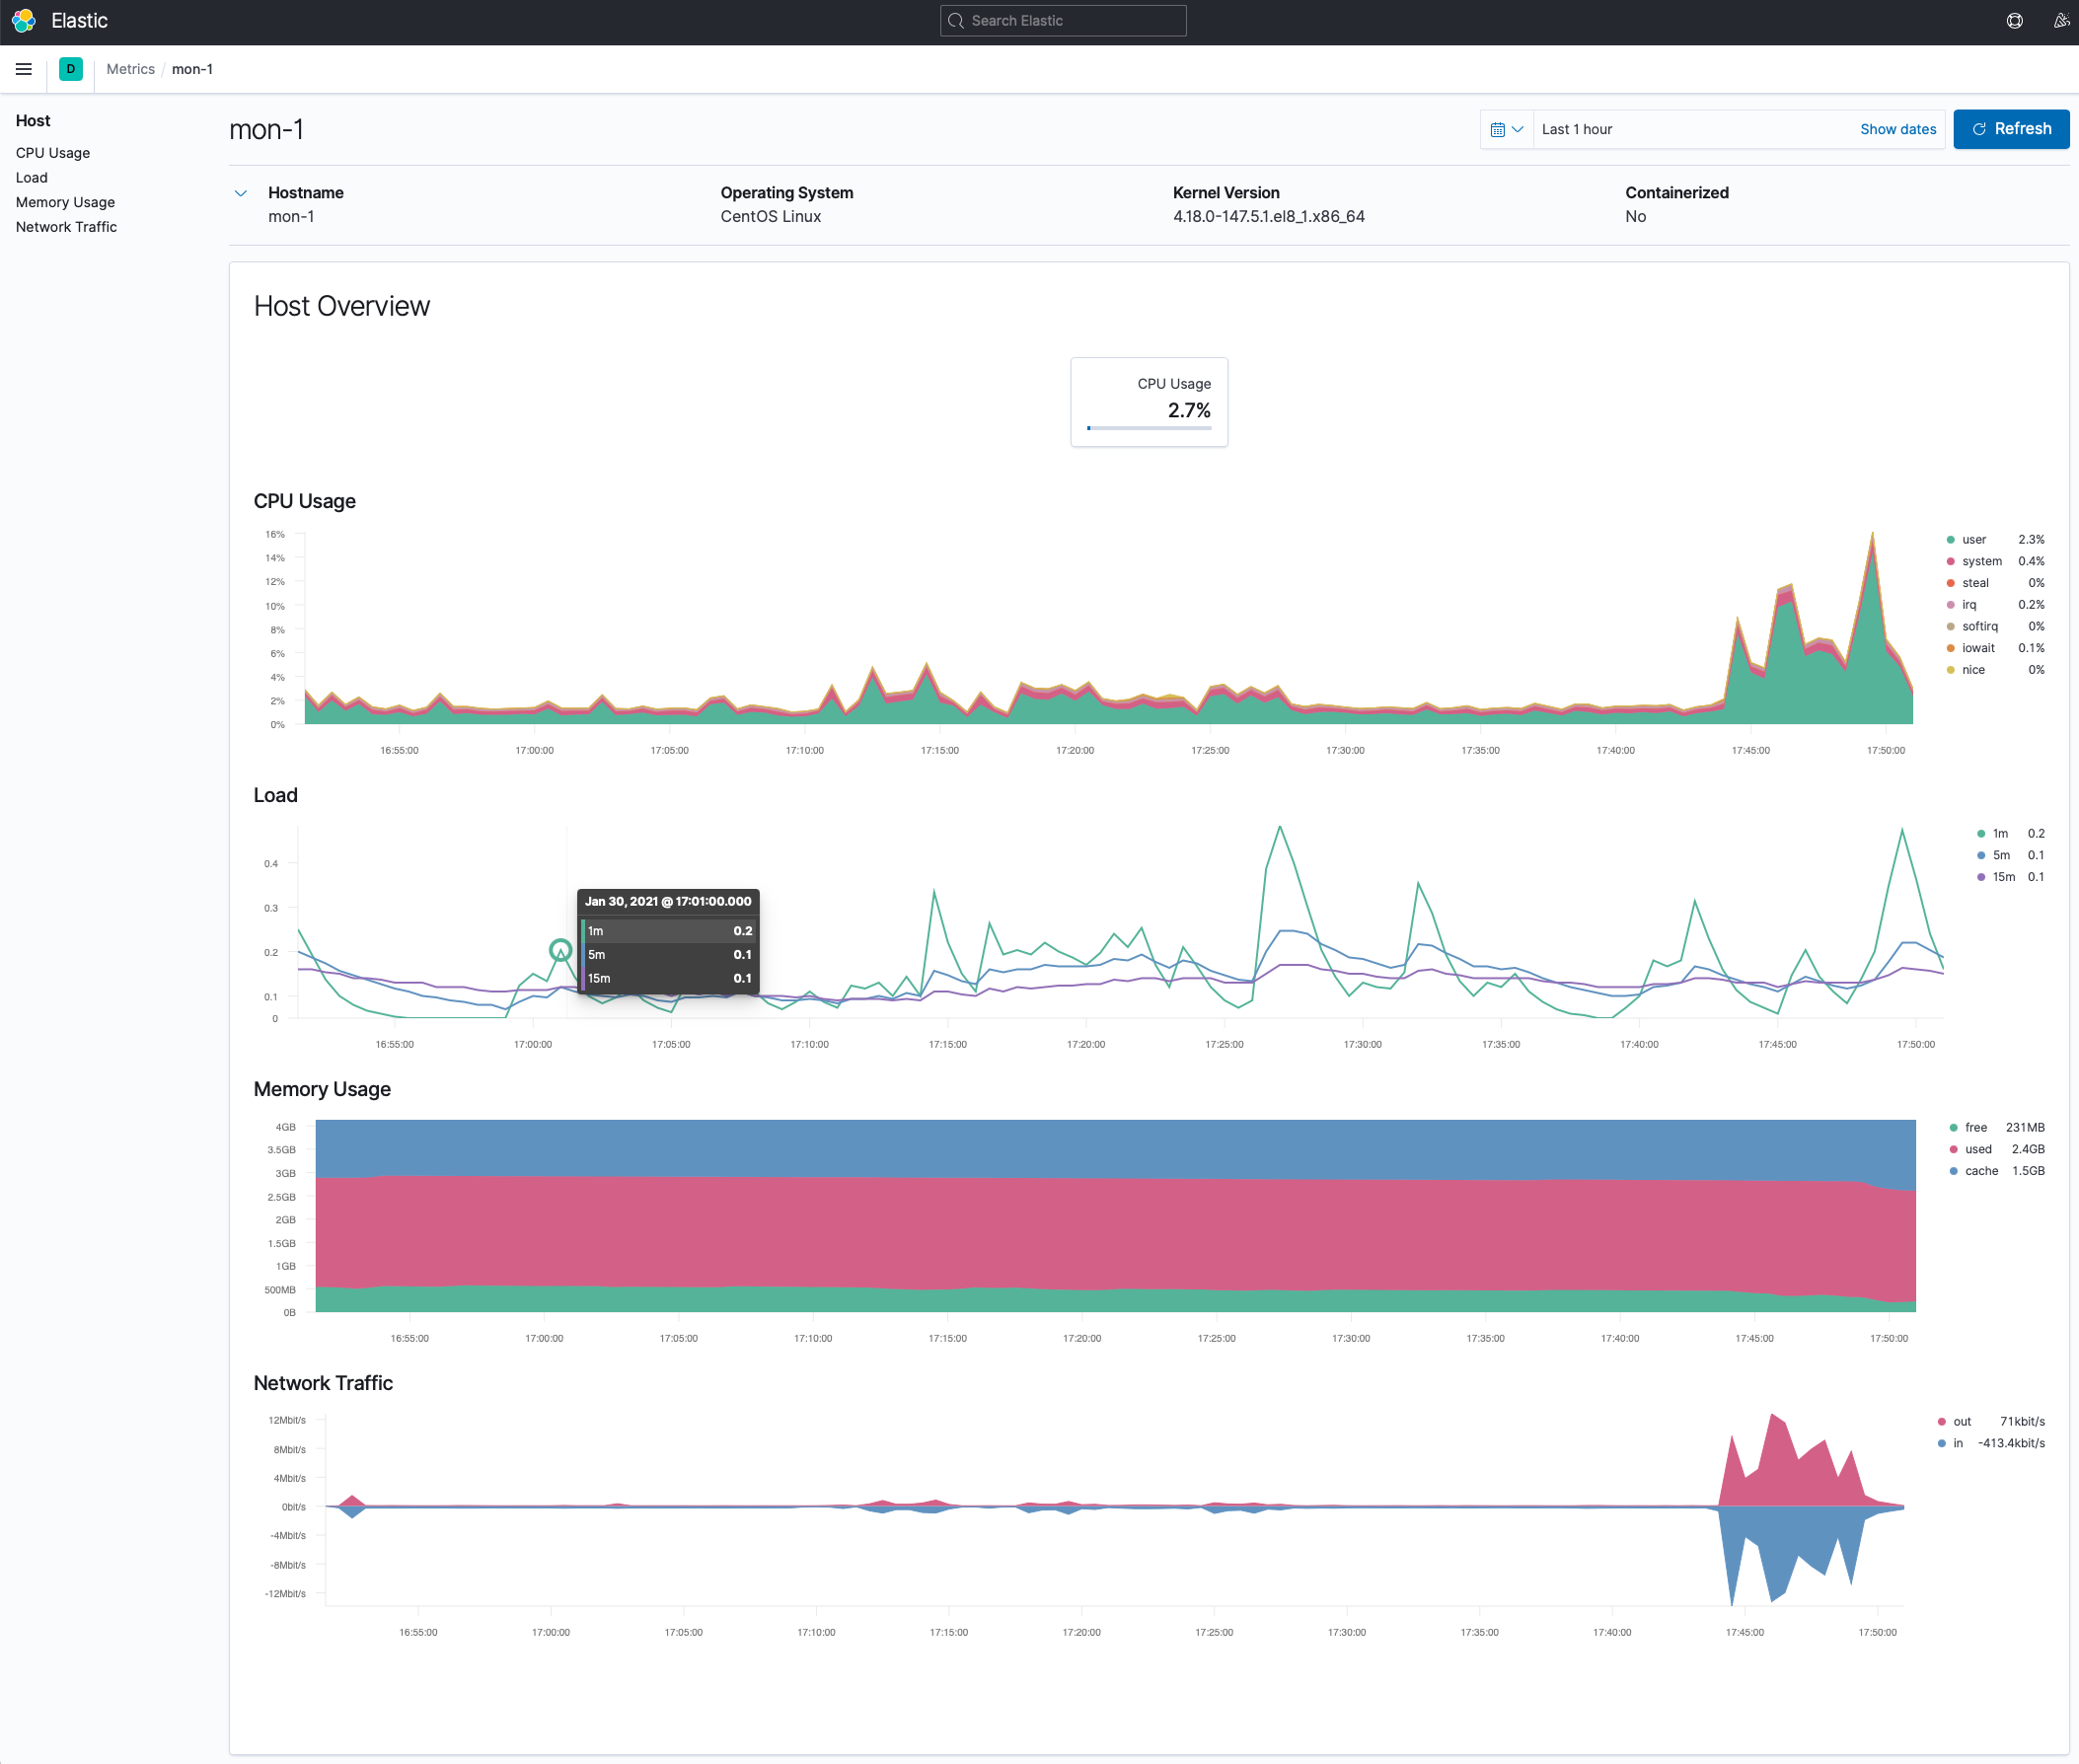 Elastic
Search Elastic
D
Metrics / mon-1
Host
CPU Usage
Load
Memory Usage
Network Traffic
mon-1
Last 1 hour
Show dates
Refresh
Hostname
mon-1
Operating System
CentOS Linux
Kernel Version
4.18.0-147.5.1.el8_1.x86_64
Containerized
No
Host Overview
CPU Usage
2.7%
CPU Usage
16%
14%
12%
10%
8%
6%
4%
2%
0%
16:55:00 17:00:00 17:05:00 17:10:00 17:15:00 17:20:00 17:25:00 17:30:00 17:35:00 17:40:00 17:45:00 17:50:00
user 2.3%
system 0.4%
steal 0%
irq 0.2%
softirq 0%
iowait 0.1%
nice 0%
Load
0.4
0.3
0.2
0.1
0
Jan 30, 2021 @ 17:01:00.000
1m 0.2
5m 0.1
15m 0.1
16:55:00 17:00:00 17:05:00 17:10:00 17:15:00 17:20:00 17:25:00 17:30:00 17:35:00 17:40:00 17:45:00 17:50:00
1m 0.2
5m 0.1
15m 0.1
Memory Usage
4GB
3.5GB
3GB
2.5GB
2GB
1.5GB
1GB
500MB
0B
16:55:00 17:00:00 17:05:00 17:10:00 17:15:00 17:20:00 17:25:00 17:30:00 17:35:00 17:40:00 17:45:00 17:50:00
free 231MB
used 2.4GB
cache 1.5GB
Network Traffic
12Mbit/s
8Mbit/s
4Mbit/s
0bit/s
-4Mbit/s
-8Mbit/s
-12Mbit/s
16:55:00 17:00:00 17:05:00 17:10:00 17:15:00 17:20:00 17:25:00 17:30:00 17:35:00 17:40:00 17:45:00 17:50:00
out 71kbit/s
in -413.4kbit/s